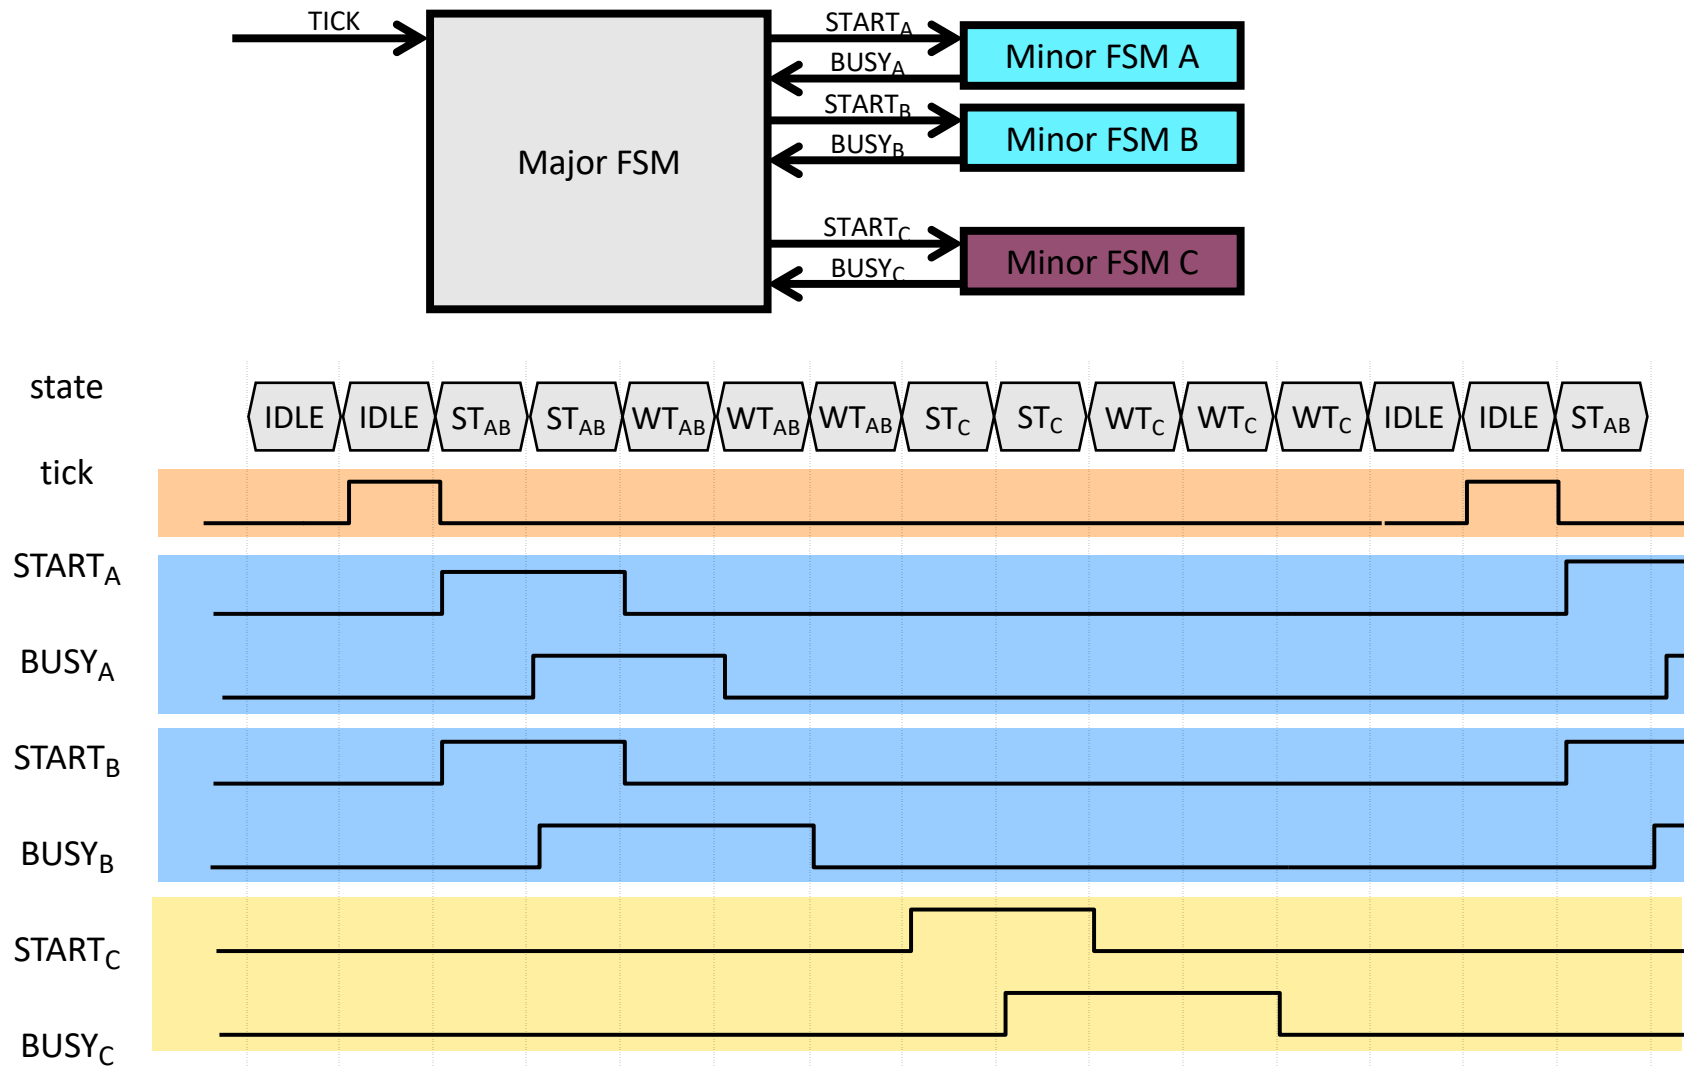 TICK
START_A
BUSY_A
START_B
BUSY_B
START_C
BUSY_C
Major FSM
Minor FSM A
Minor FSM B
Minor FSM C
state
IDLE IDLE ST_AB ST_AB WT_AB WT_AB WT_AB ST_C ST_C WT_C WT_C WT_C IDLE IDLE ST_AB
tick
START_A
BUSY_A
START_B
BUSY_B
START_C
BUSY_C